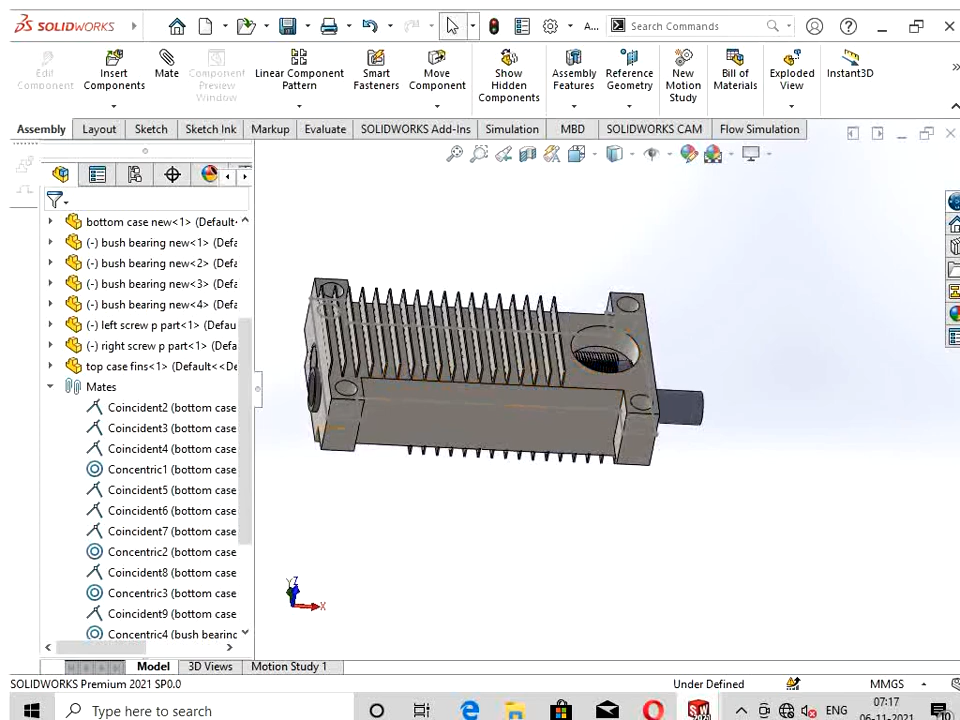 SOLIDWORKS
A...
Search Commands
Edit Component
Insert Components
Mate
Component Preview Window
Linear Component Pattern
Smart Fasteners
Move Component
Show Hidden Components
Assembly Features
Reference Geometry
New Motion Study
Bill of Materials
Exploded View
Instant3D
Assembly
Layout
Sketch
Sketch Ink
Markup
Evaluate
SOLIDWORKS Add-Ins
Simulation
MBD
SOLIDWORKS CAM
Flow Simulation
bottom case new<1> (Default
(-) bush bearing new<1> (Defa
(-) bush bearing new<2> (Defa
(-) bush bearing new<3> (Defa
(-) bush bearing new<4> (Defa
(-) left screw p part<1> (Defau
(-) right screw p part<1> (Defa
top case fins<1> (Default<<De
Mates
Coincident2 (bottom case
Coincident3 (bottom case
Coincident4 (bottom case
Concentric1 (bottom case
Coincident5 (bottom case
Coincident6 (bottom case
Coincident7 (bottom case
Concentric2 (bottom case
Coincident8 (bottom case
Concentric3 (bottom case
Coincident9 (bottom case
Concentric4 (bush bearing
Y
Z
X
Model
3D Views
Motion Study 1
SOLIDWORKS Premium 2021 SP0.0
Under Defined
MMGS
Type here to search
ENG
07:17
06-11-2021